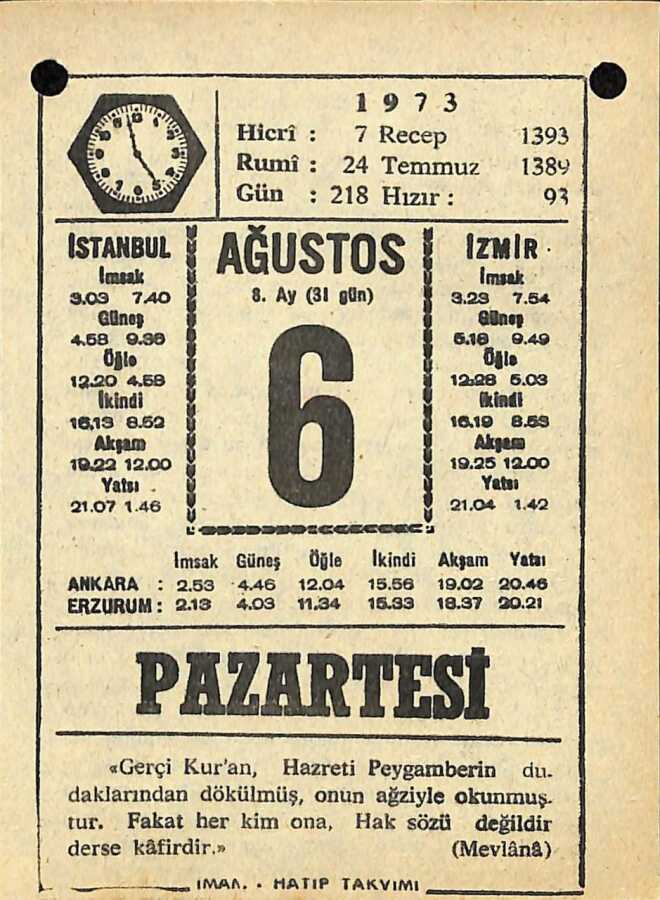 1973
Hicrî : 7 Recep 1393
Rumî : 24 Temmuz 1389
Gün : 218 Hızır : 93
İSTANBUL
İmsak
3.03 7.40
Güneş
4.58 9.36
Öğle
12.20 4.58
İkindi
16.13 8.52
Akşam
19.22 12.00
Yatsı
21.07 1.46
AĞUSTOS
8. Ay (31 gün)
6
İZMİR
İmsak
3.23 7.54
Güneş
5.16 9.49
Öğle
12.28 5.03
İkindi
16.19 8.53
Akşam
19.25 12.00
Yatsı
21.04 1.42
İmsak Güneş Öğle İkindi Akşam Yatsı
ANKARA : 2.53 4.46 12.04 15.56 19.02 20.46
ERZURUM : 2.13 4.03 11.34 15.33 18.37 20.21
PAZARTESİ
«Gerçi Kur'an, Hazreti Peygamberin du-
daklarından dökülmüş, onun ağziyle okunmuş-
tur. Fakat her kim ona, Hak sözü değildir
derse kâfirdir.» (Mevlânâ)
İMAM - HATİP TAKVİMİ